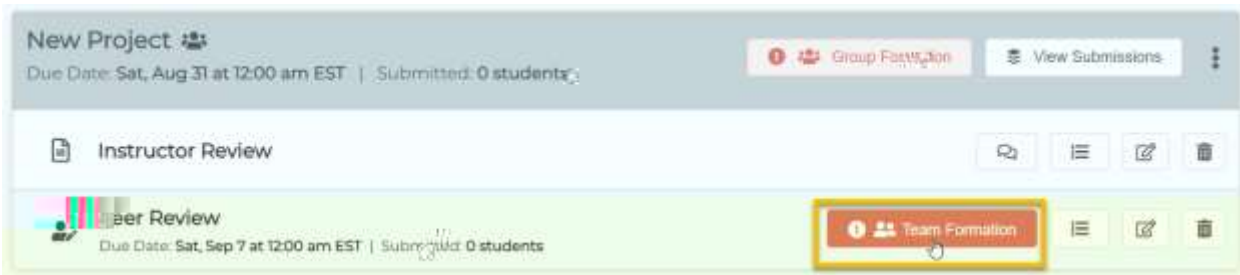 New Project
Group Formation
View Submissions
Due Date: Sat, Aug 31 at 12:00 am EST | Submitted: 0 students
Instructor Review
Review
Team Formation
Due Date: Sat, Sep 7 at 12:00 am EST | 0 students